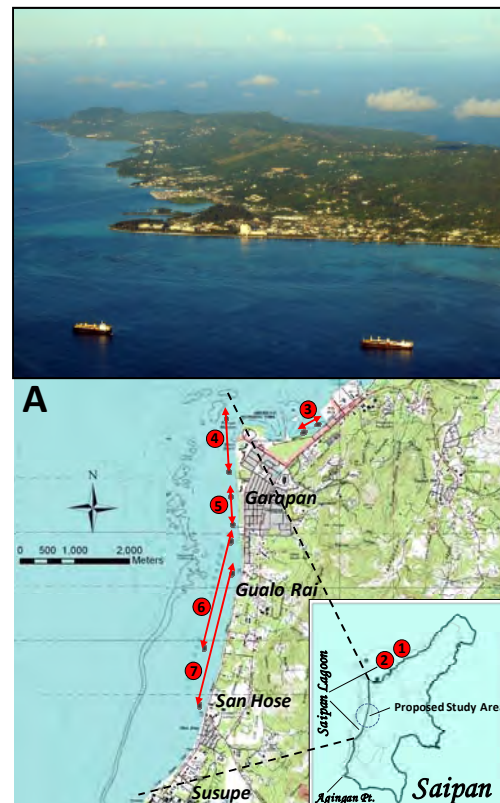 A
3
4
N
Garapan
5
0 500 1,000 2,000
Meters
Gualo Rai
6
1
2
7
Saipan Lagoon
San Hose
Proposed Study Area
Agingan Pt.
Saipan
Susupe